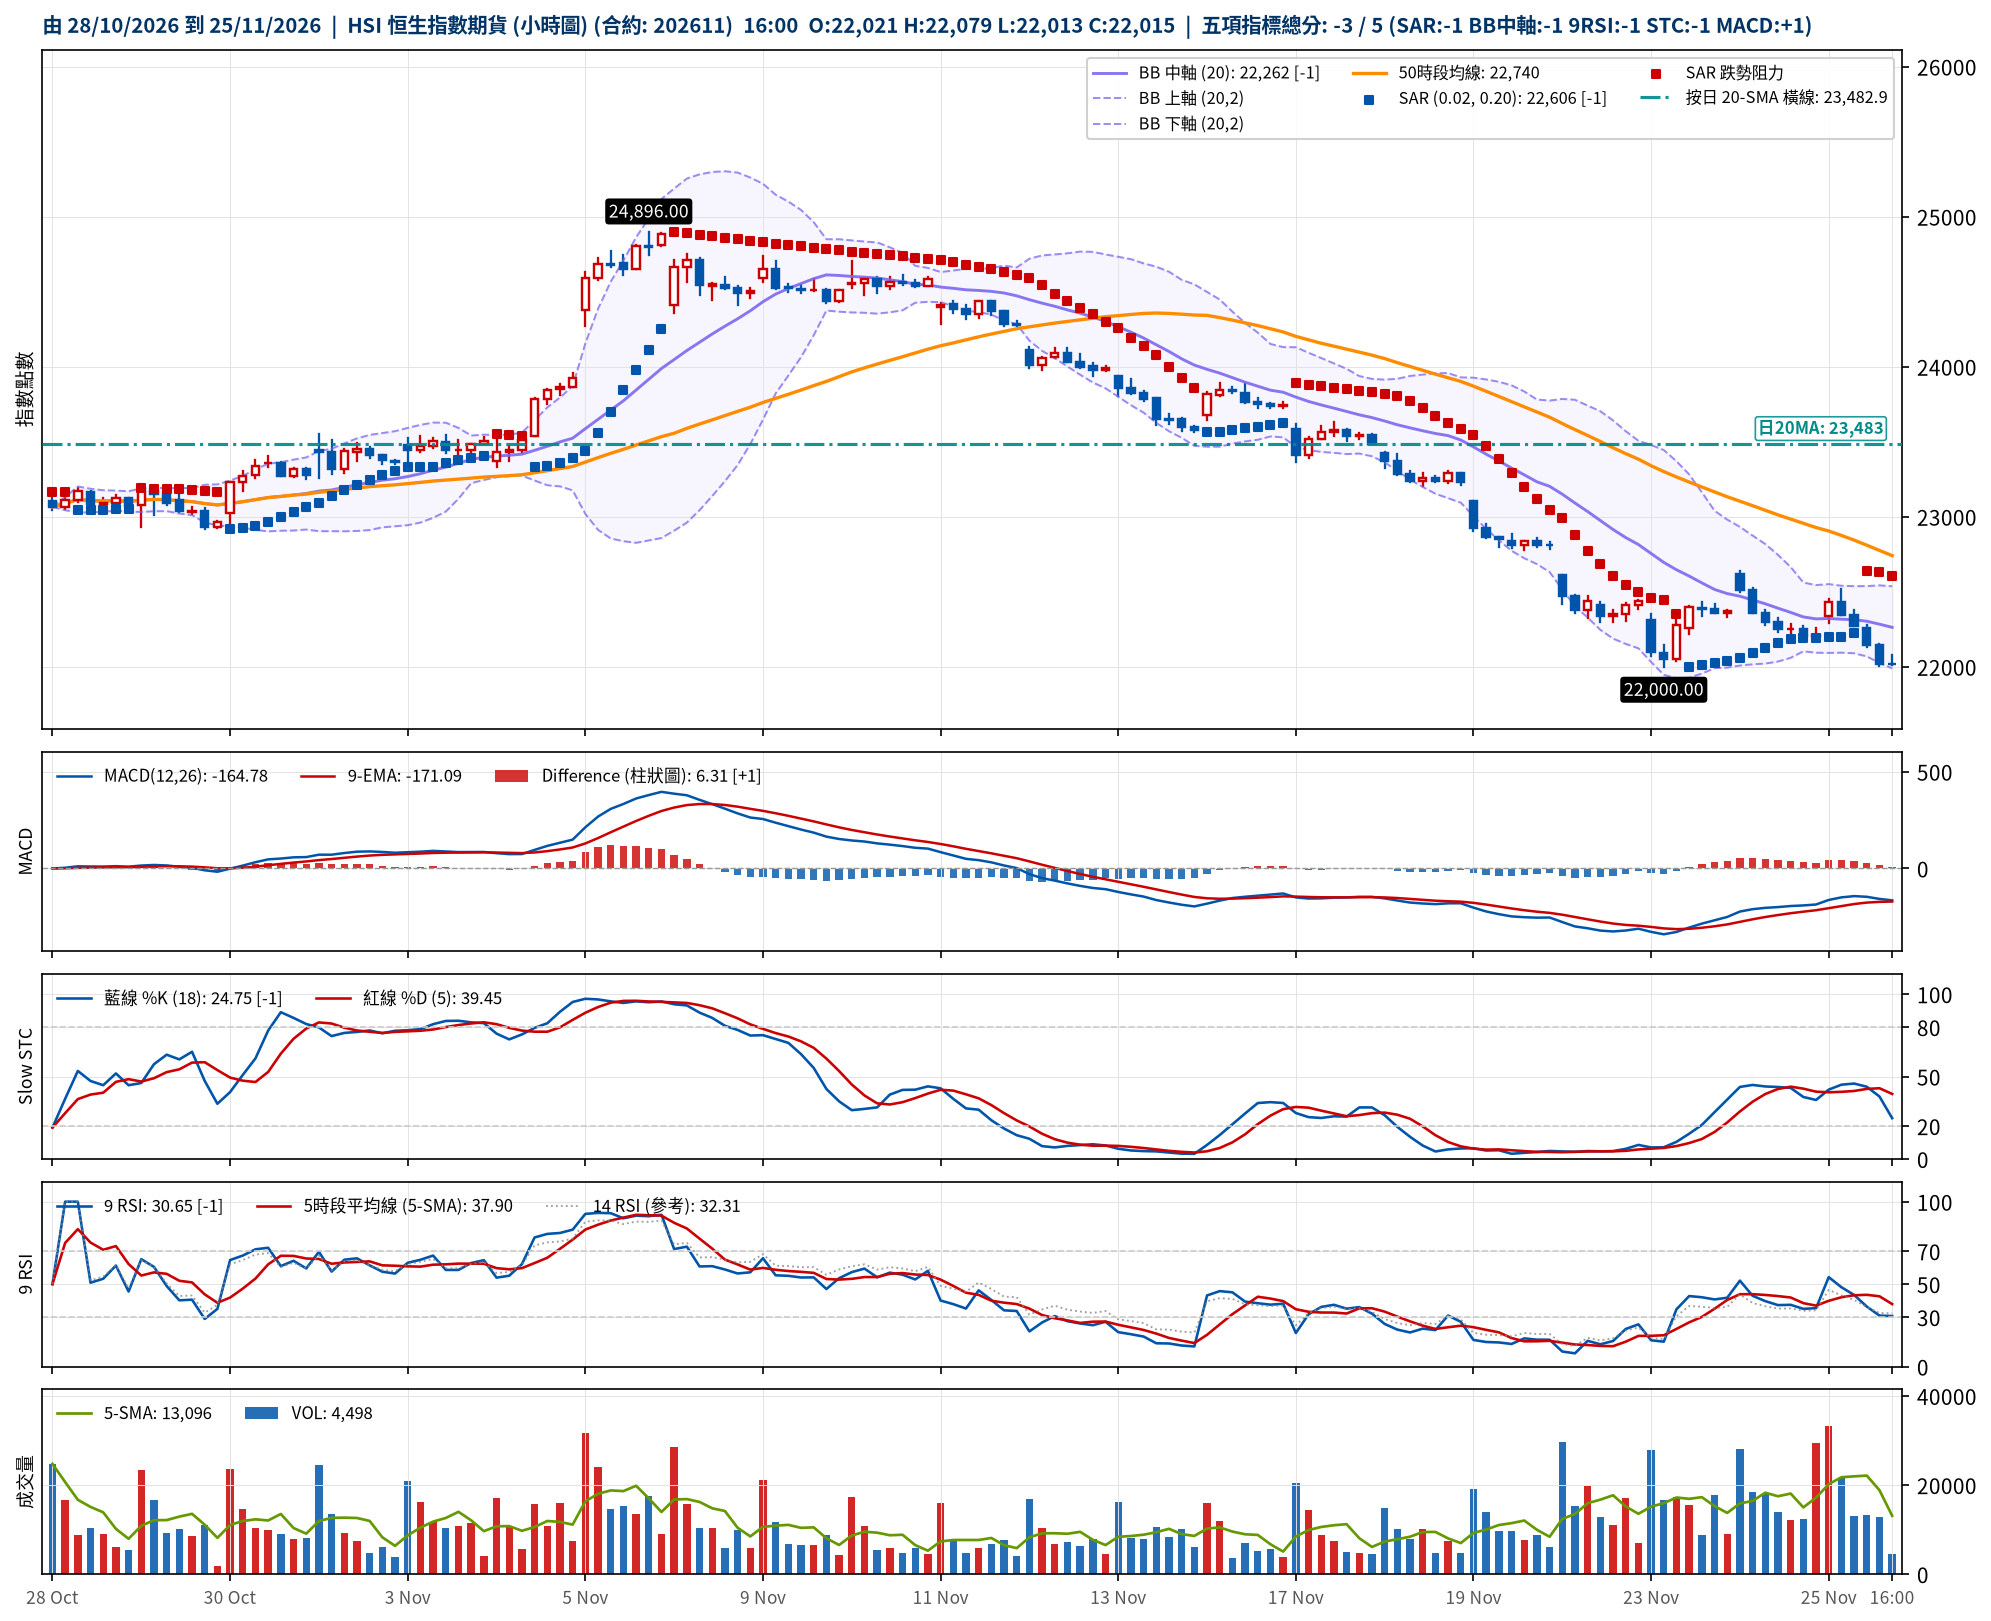 由 28/10/2026 到 25/11/2026 | HSI 恒生指數期貨 (小時圖) (合約: 202611) 16:00 O:22,021 H:22,079 L:22,013 C:22,015 | 五項指標總分: -3 / 5 (SAR:-1 BB中軸:-1 9RSI:-1 STC:-1 MACD:+1)
BB 中軸 (20): 22,262 [-1]
BB 上軸 (20,2)
BB 下軸 (20,2)
50時段均線: 22,740
SAR (0.02, 0.20): 22,606 [-1]
SAR 跌勢阻力
按日 20-SMA 橫線: 23,482.9
24,896.00
日20MA: 23,483
22,000.00
指數點數
26000
25000
24000
23000
22000
MACD(12,26): -164.78
9-EMA: -171.09
Difference (柱狀圖): 6.31 [+1]
MACD
500
0
藍線 %K (18): 24.75 [-1]
紅線 %D (5): 39.45
Slow STC
100
80
50
20
0
9 RSI: 30.65 [-1]
5時段平均線 (5-SMA): 37.90
14 RSI (參考): 32.31
9 RSI
100
70
50
30
0
5-SMA: 13,096
VOL: 4,498
成交量
40000
20000
0
28 Oct
30 Oct
3 Nov
5 Nov
9 Nov
11 Nov
13 Nov
17 Nov
19 Nov
23 Nov
25 Nov
16:00